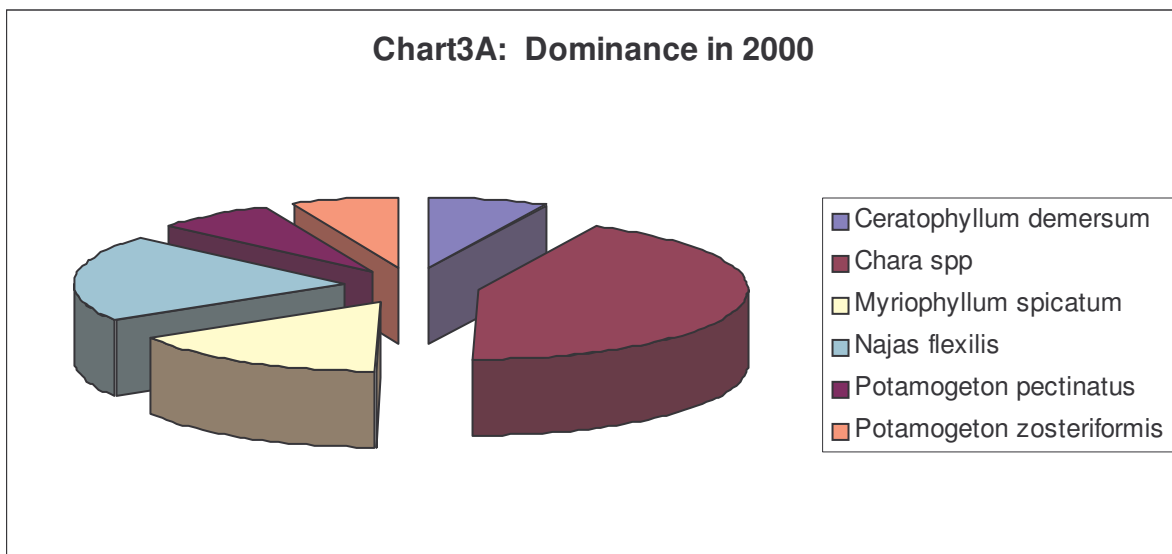 Chart3A:  Dominance in 2000
Ceratophyllum demersum
Chara spp
Myriophyllum spicatum
Najas flexilis
Potamogeton pectinatus
Potamogeton zosteriformis